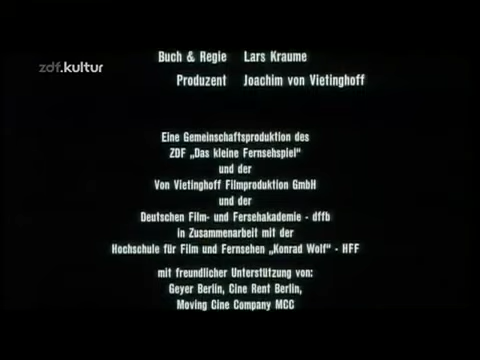 zdf.kultur
Buch & Regie Lars Kraume
Produzent Joachim von Vietinghoff
Eine Gemeinschaftsproduktion des
ZDF „Das kleine Fernsehspiel“
und der
Von Vietinghoff Filmproduktion GmbH
und der
Deutschen Film- und Fersehakademie - dffb
in Zusammenarbeit mit der
Hochschule für Film und Fernsehen „Konrad Wolf“ - HFF
mit freundlicher Unterstützung von:
Geyer Berlin, Cine Rent Berlin,
Moving Cine Company MCC